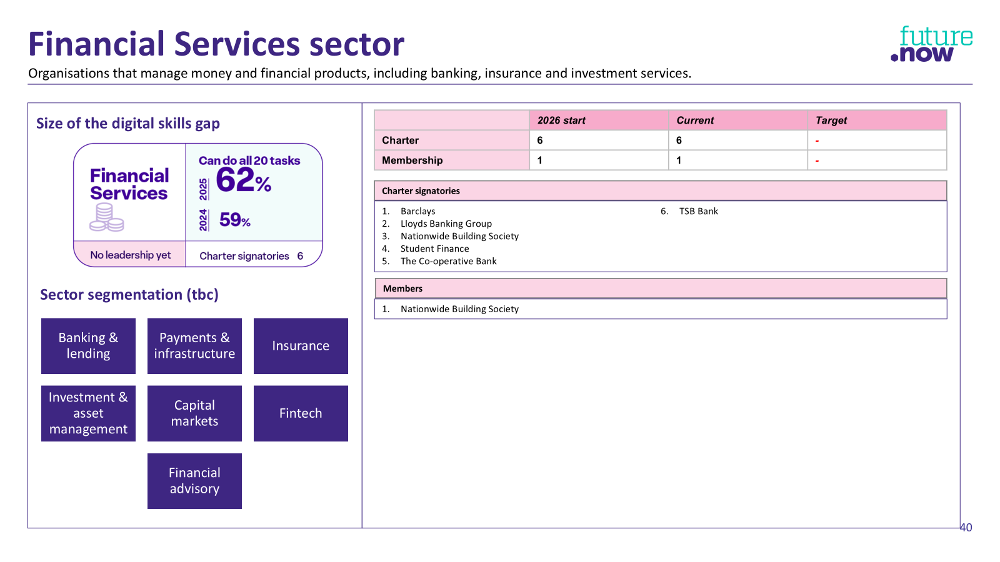 Financial Services sector
Organisations that manage money and financial products, including banking, insurance and investment services.
future
.now
Size of the digital skills gap
Financial
Services
Can do all 20 tasks
2025
62%
2024
59%
No leadership yet
Charter signatories 6
Sector segmentation (tbc)
Banking &
lending
Payments &
infrastructure
Insurance
Investment &
asset
management
Capital
markets
Fintech
Financial
advisory
2026 start Current Target
Charter 6 6 -
Membership 1 1 -
Charter signatories
1. Barclays
2. Lloyds Banking Group
3. Nationwide Building Society
4. Student Finance
5. The Co-operative Bank
6. TSB Bank
Members
1. Nationwide Building Society
40